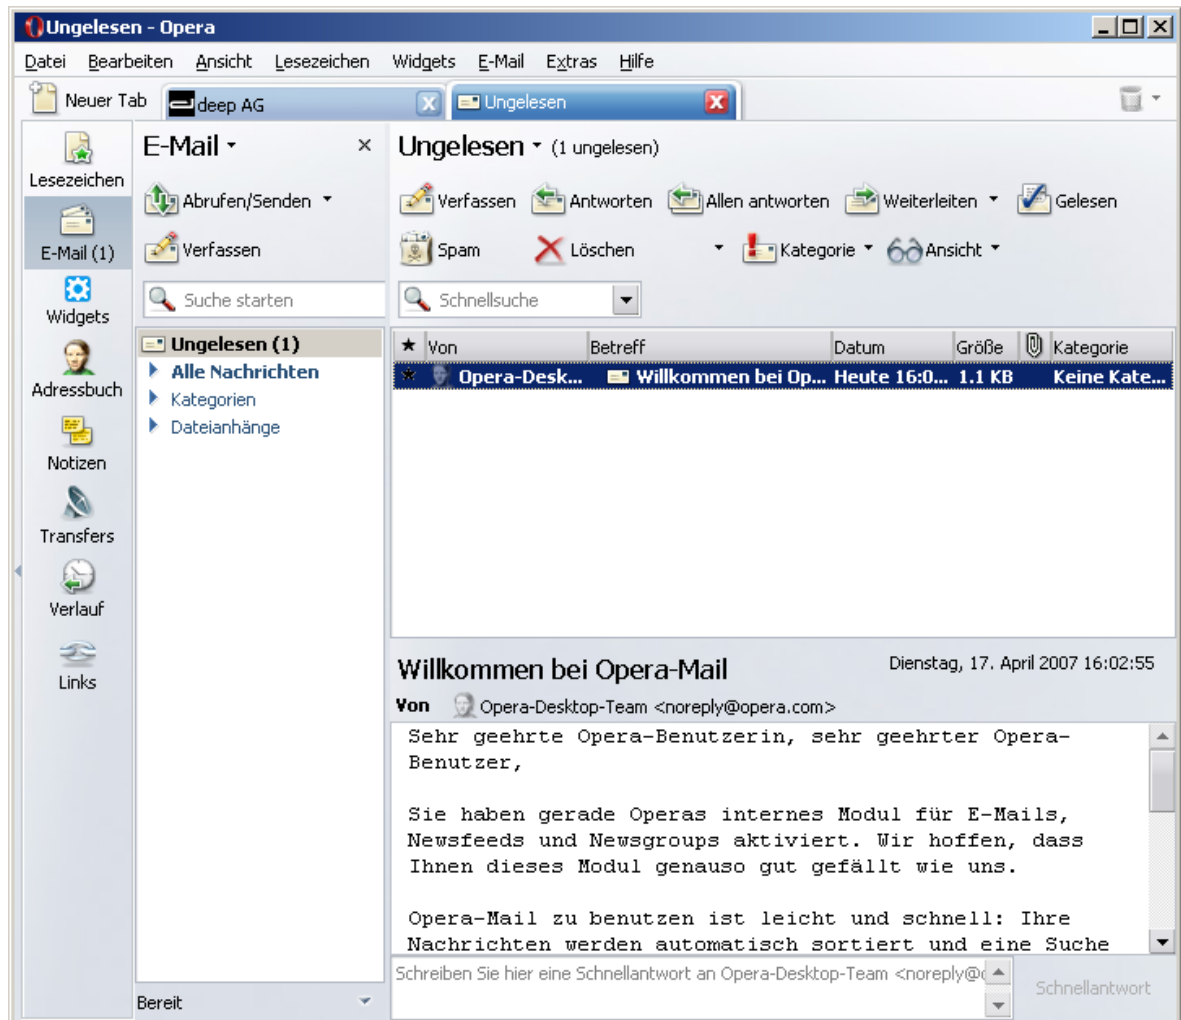 Ungelesen - Opera
Datei Bearbeiten Ansicht Lesezeichen Widgets E-Mail Extras Hilfe
Neuer Tab deep AG Ungelesen
Lesezeichen
E-Mail (1)
Widgets
Adressbuch
Notizen
Transfers
Verlauf
Links
E-Mail
Abrufen/Senden
Verfassen
Suche starten
Ungelesen (1)
Alle Nachrichten
Kategorien
Dateianhänge
Bereit
Ungelesen (1 ungelesen)
Verfassen Antworten Allen antworten Weiterleiten Gelesen
Spam Löschen Kategorie Ansicht
Schnellsuche
Von Betreff Datum Größe Kategorie
Opera-Desk... Willkommen bei Op... Heute 16:0... 1.1 KB Keine Kate...
Willkommen bei Opera-Mail Dienstag, 17. April 2007 16:02:55
Von Opera-Desktop-Team <noreply@opera.com>
Sehr geehrte Opera-Benutzerin, sehr geehrter Opera-
Benutzer,
Sie haben gerade Operas internes Modul für E-Mails,
Newsfeeds und Newsgroups aktiviert. Wir hoffen, dass
Ihnen dieses Modul genauso gut gefällt wie uns.
Opera-Mail zu benutzen ist leicht und schnell: Ihre
Nachrichten werden automatisch sortiert und eine Suche
Schreiben Sie hier eine Schnellantwort an Opera-Desktop-Team <noreply@
Schnellantwort